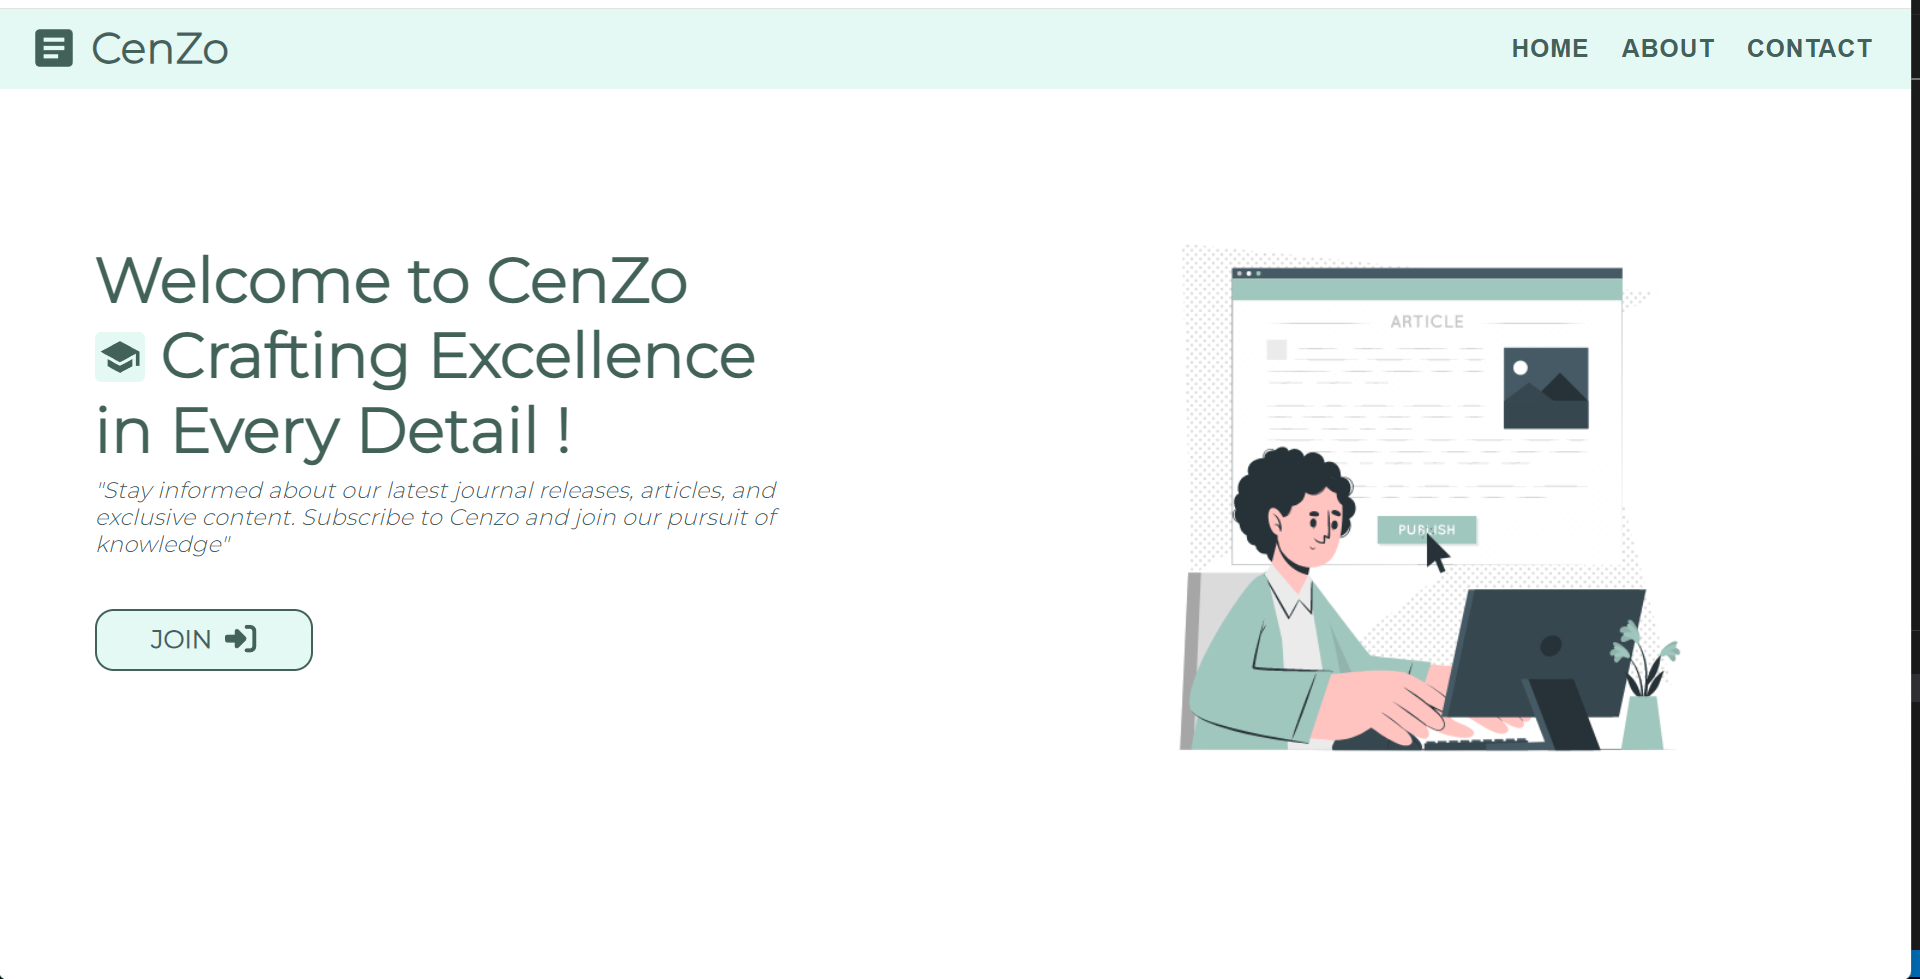 CenZo
HOME ABOUT CONTACT
Welcome to CenZo
Crafting Excellence
in Every Detail !
"Stay informed about our latest journal releases, articles, and
exclusive content. Subscribe to Cenzo and join our pursuit of
knowledge"
JOIN
ARTICLE
PUBLISH